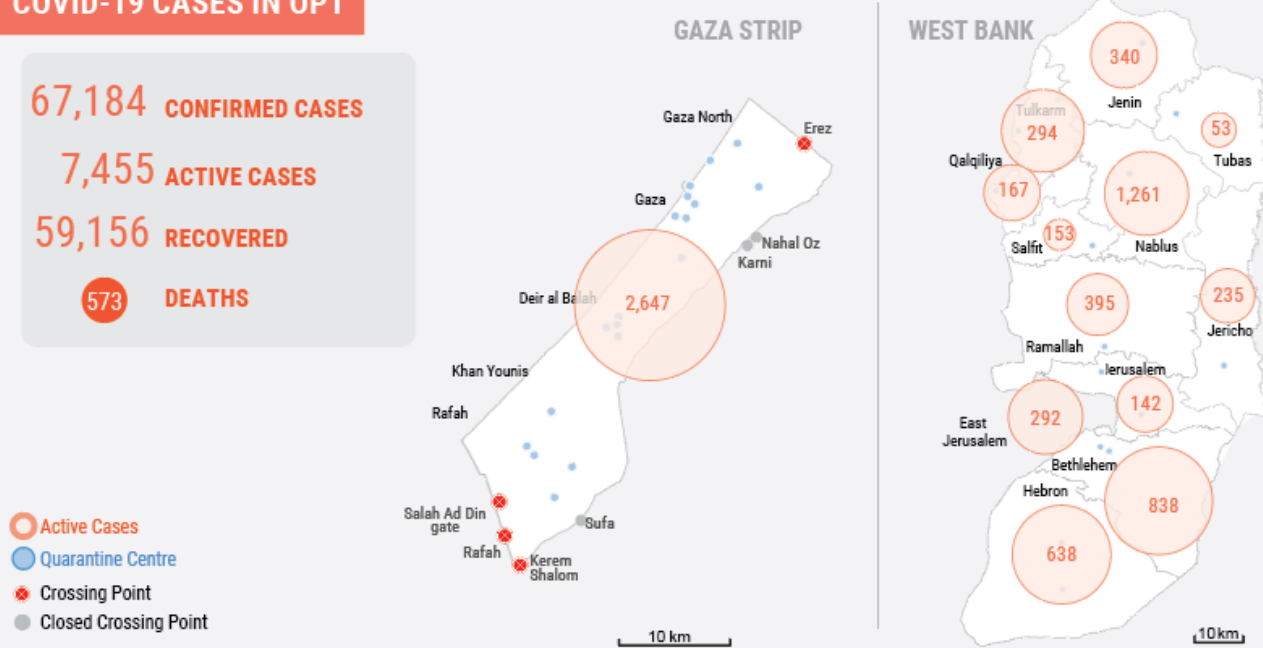 COVID-19 CASES IN OPT
67,184 CONFIRMED CASES
7,455 ACTIVE CASES
59,156 RECOVERED
573 DEATHS
GAZA STRIP
Gaza North
Erez
Gaza
Nahal Oz
Karni
Deir al Balah
2,647
Khan Younis
Rafah
Salah Ad Din
gate
Rafah
Sufa
Kerem
Shalom
10 km
Active Cases
Quarantine Centre
Crossing Point
Closed Crossing Point
WEST BANK
340
Jenin
Tulkarm
294
53
Tubas
Qalqiliya
167
1,261
Nablus
153
Salfit
395
Ramallah
235
Jericho
Jerusalem
142
292
East
Jerusalem
Bethlehem
838
Hebron
638
10km